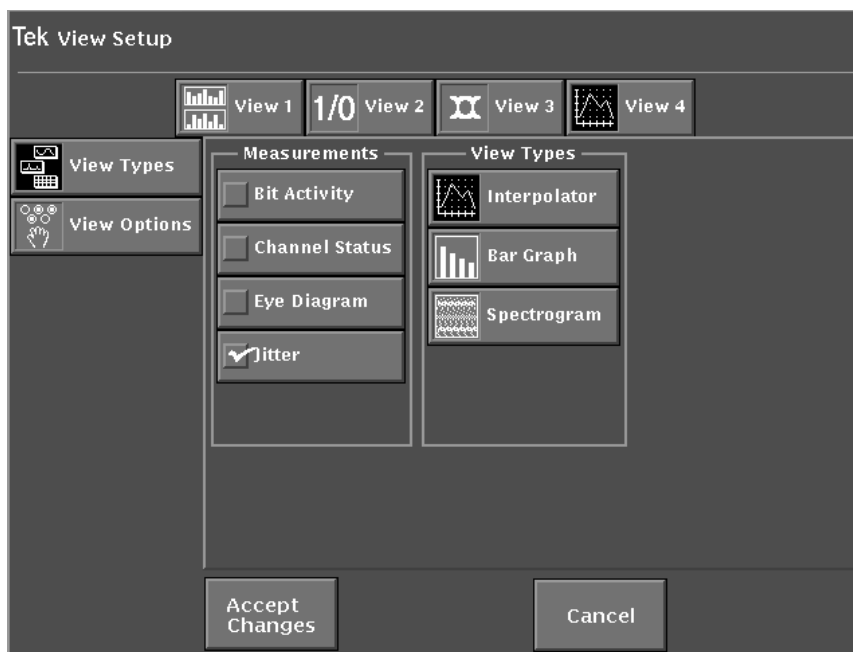 Tek View Setup
View 1
1/0 View 2
View 3
View 4
View Types
View Options
Measurements
Bit Activity
Channel Status
Eye Diagram
Jitter
View Types
Interpolator
Bar Graph
Spectrogram
Accept
Changes
Cancel